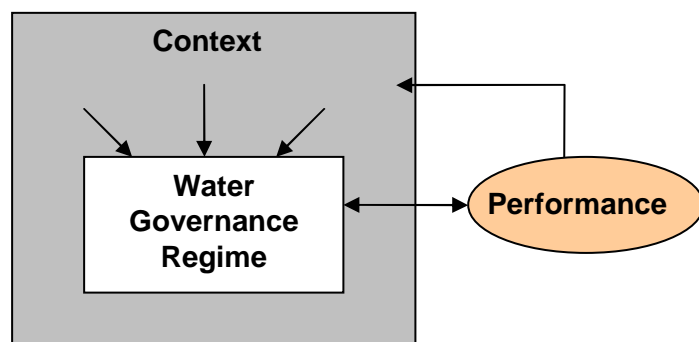 Context
Water
Governance
Regime
Performance